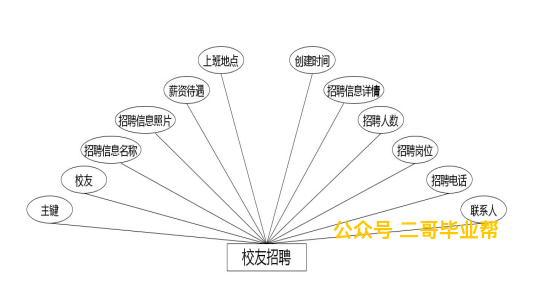 上班地点 创建时间
薪资待遇 招聘信息详情
招聘信息照片 招聘人数
招聘信息名称 招聘岗位
校友 招聘电话
主键 联系人
公众号 二哥毕业帮
校友招聘